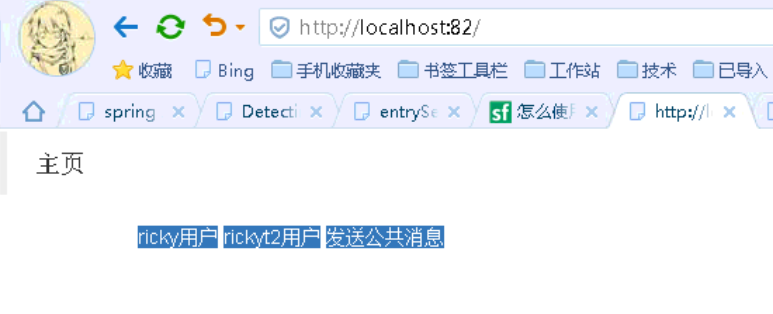 http://localhost:82/
收藏 Bing 手机收藏夹 书签工具栏 工作站 技术 已导入
spring Detecti entrySe sf 怎么使用 http://l
主页
ricky用户 rickyt2用户 发送公共消息